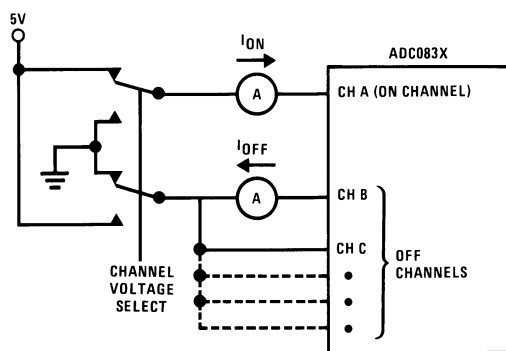 5V
ION
ADC083X
A
CH A (ON CHANNEL)
IOFF
A
CH B
CH C
OFF
CHANNELS
CHANNEL
VOLTAGE
SELECT